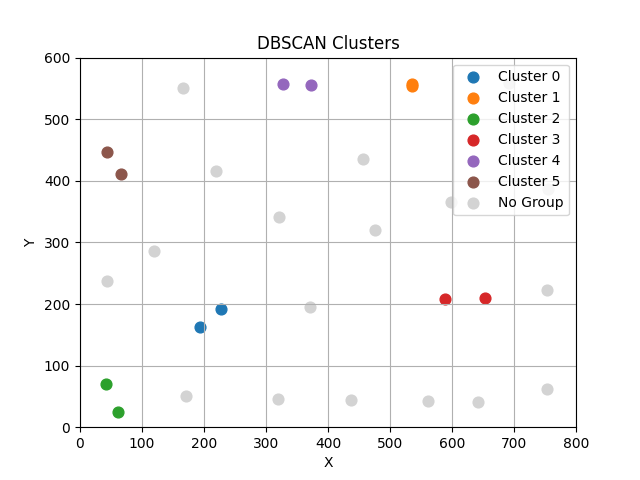 DBSCAN Clusters
600
500
400
300
200
100
0
Y
0 100 200 300 400 500 600 700 800
X
Cluster 0
Cluster 1
Cluster 2
Cluster 3
Cluster 4
Cluster 5
No Group